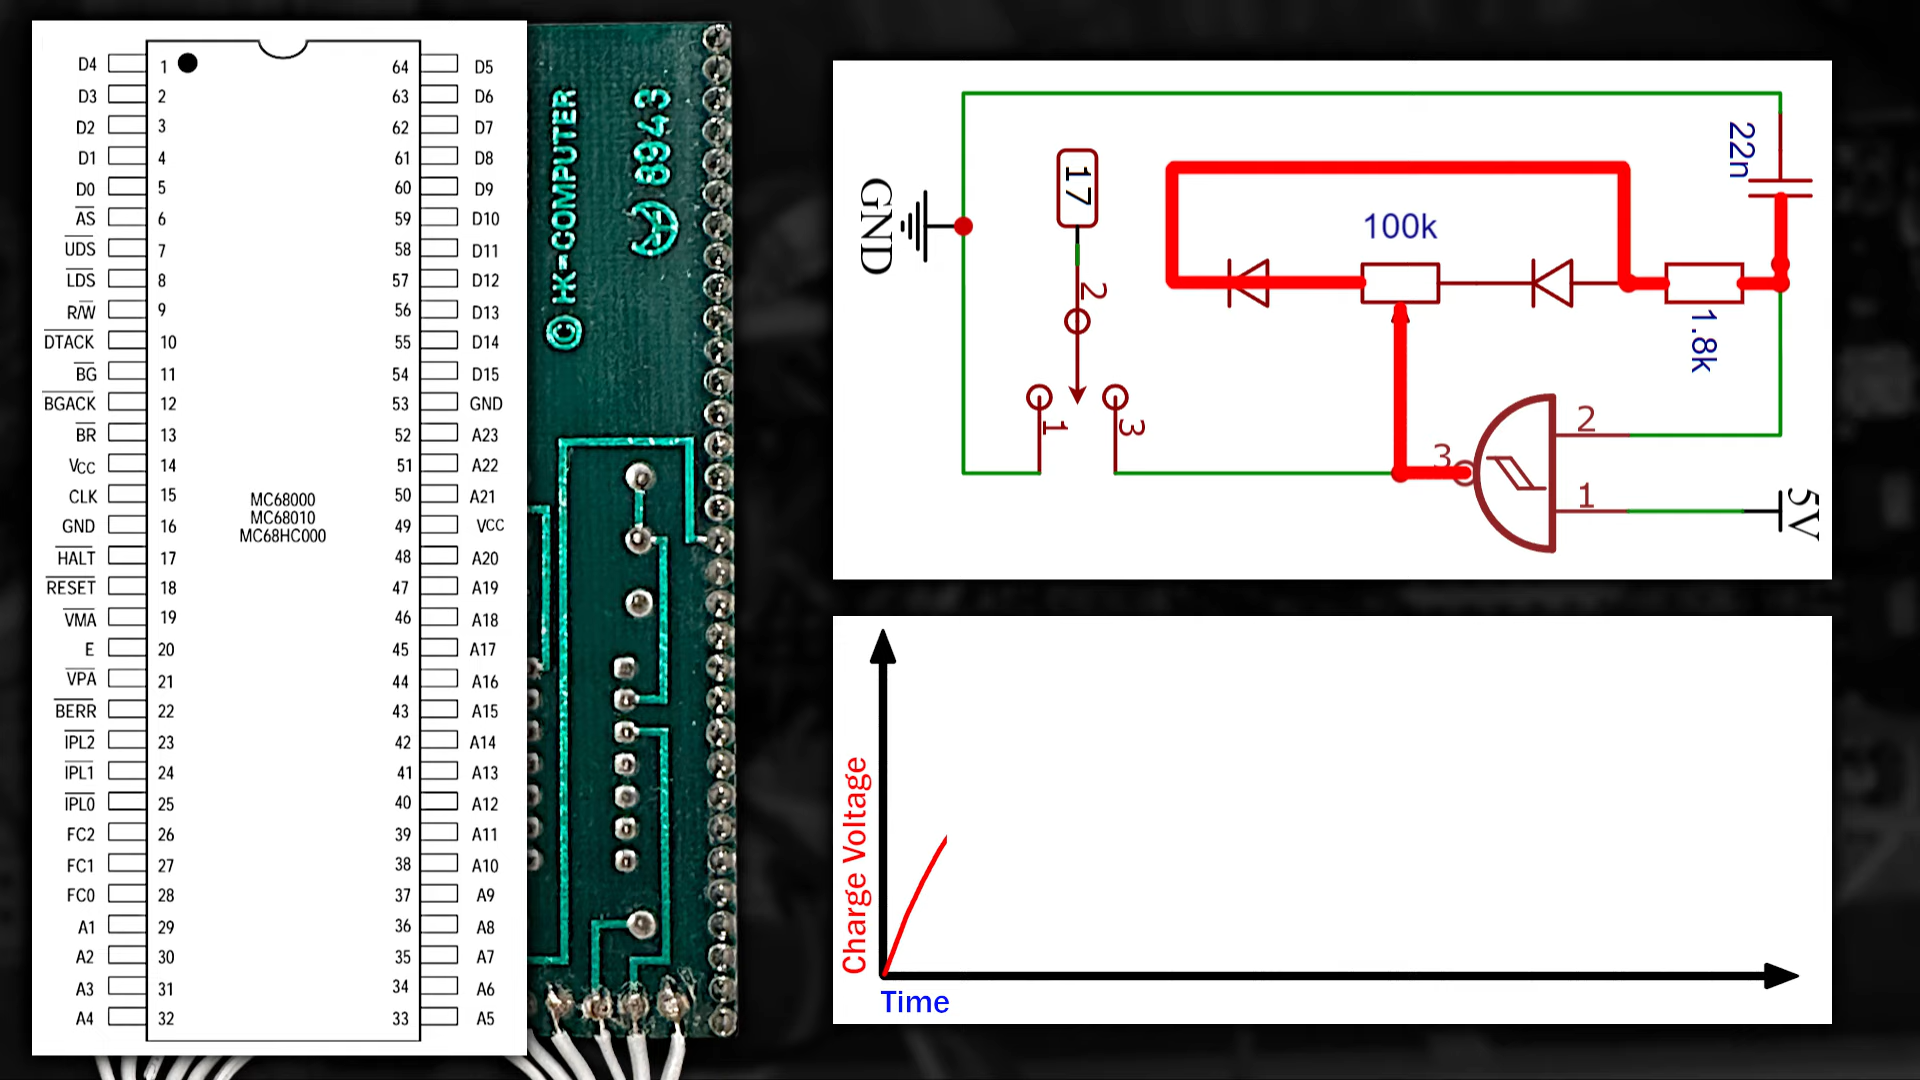 D4 1 64 D5
D3 2 63 D6
D2 3 62 D7
D1 4 61 D8
D0 5 60 D9
AS 6 59 D10
UDS 7 58 D11
LDS 8 57 D12
R/W 9 56 D13
DTACK 10 55 D14
BG 11 54 D15
BGACK 12 53 GND
BR 13 52 A23
VCC 14 51 A22
CLK 15 50 A21
GND 16 49 VCC
HALT 17 48 A20
RESET 18 47 A19
VMA 19 46 A18
E 20 45 A17
VPA 21 44 A16
BERR 22 43 A15
IPL2 23 42 A14
IPL1 24 41 A13
IPL0 25 40 A12
FC2 26 39 A11
FC1 27 38 A10
FC0 28 37 A9
A1 29 36 A8
A2 30 35 A7
A3 31 34 A6
A4 32 33 A5
MC68000
MC68010
MC68HC000
© HK-COMPUTER
8943
GND
17
2
1
3
100k
22n
1.8k
3
2
1
5V
Charge Voltage
Time